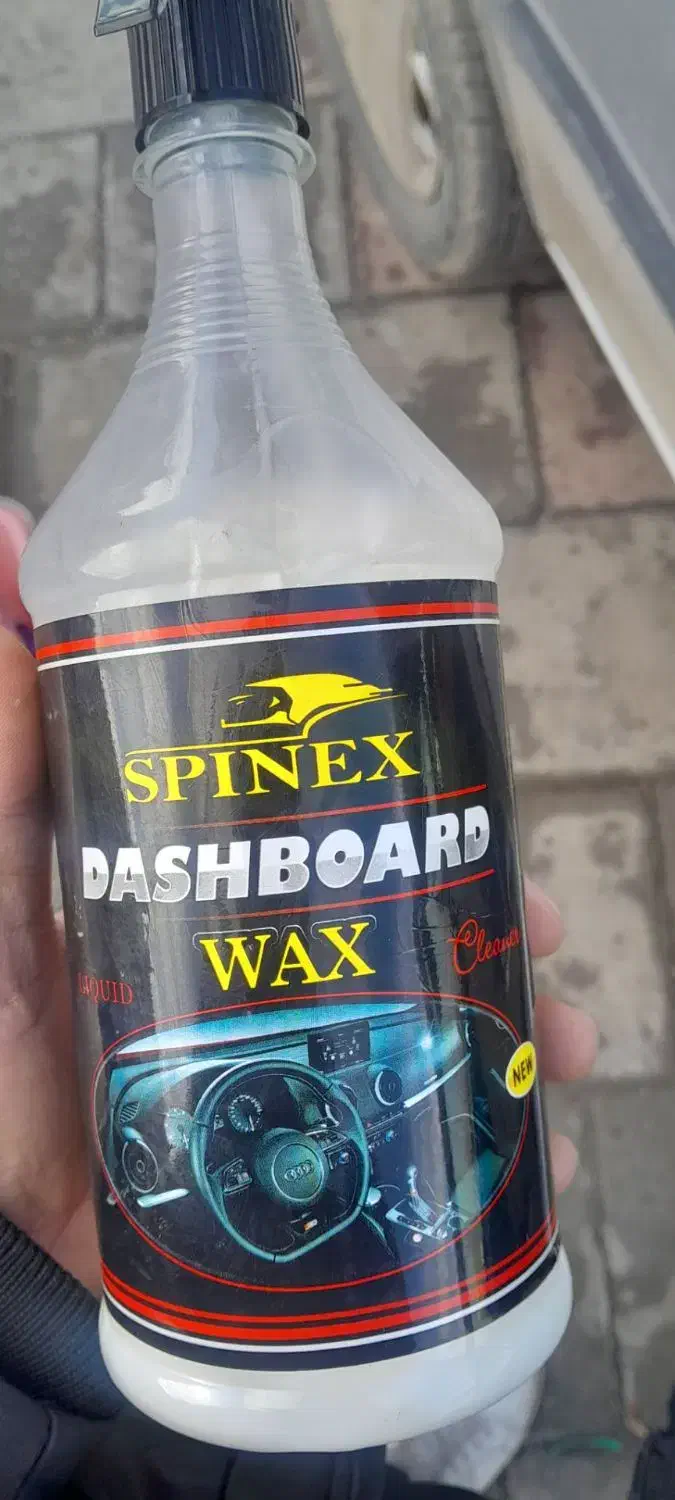 SPINEX
DASHBOARD
WAX
Cleaner
LIQUID
NEW